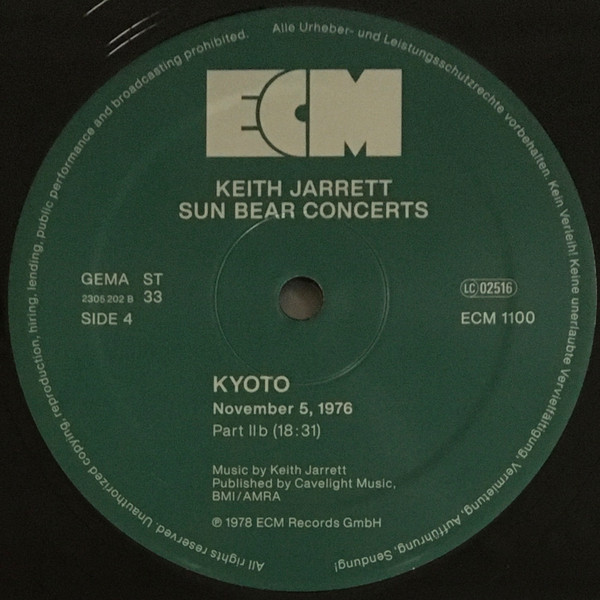 Alle Urheber- und Leistungsschutzrechte vorbehalten. Kein Verleih! Keine unerlaubte Vervielfältigung, Vermietung, Aufführung, Sendung!
ECM
KEITH JARRETT
SUN BEAR CONCERTS
GEMA ST
2305 202 B 33
SIDE 4
LC 02516
ECM 1100
KYOTO
November 5, 1976
Part IIb (18:31)
Music by Keith Jarrett
Published by Cavelight Music,
BMI/AMRA
℗ 1978 ECM Records GmbH
All rights reserved. Unauthorized copying, reproduction, hiring, lending, public performance and broadcasting prohibited.